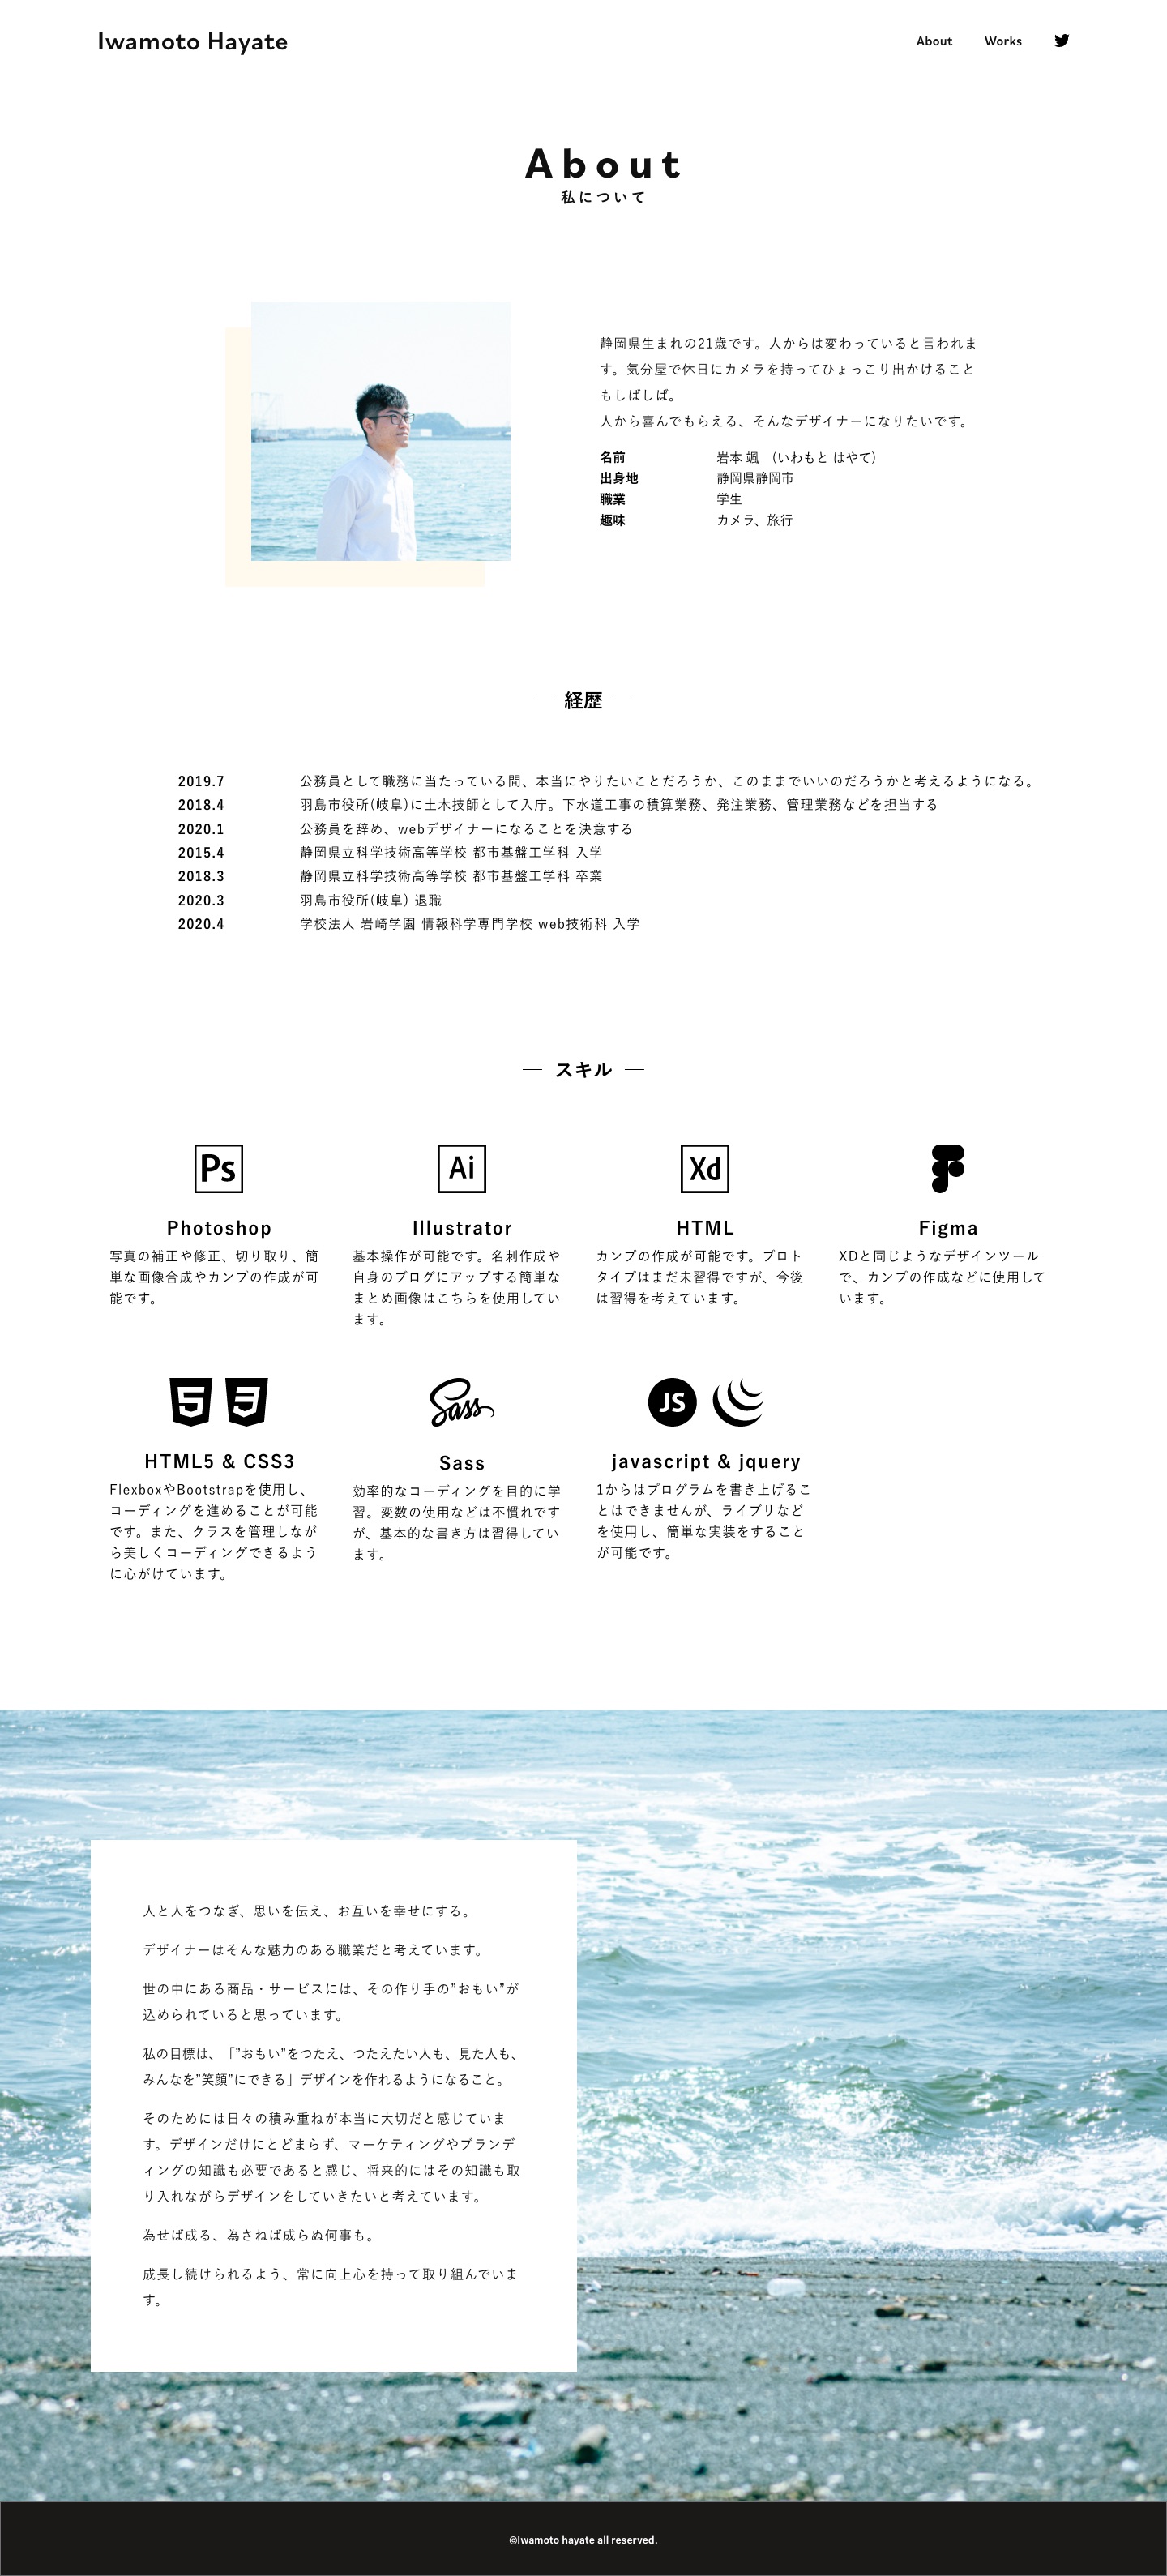 Iwamoto Hayate
About
Works
About
私について
静岡県生まれの21歳です。人からは変わっていると言われま
す。気分屋で休日にカメラを持ってひょっこり出かけること
もしばしば。
人から喜んでもらえる、そんなデザイナーになりたいです。
名前 岩本 颯　(いわもと はやて)
出身地 静岡県静岡市
職業 学生
趣味 カメラ、旅行
経歴
2019.7 公務員として職務に当たっている間、本当にやりたいことだろうか、このままでいいのだろうかと考えるようになる。
2018.4 羽島市役所(岐阜)に土木技師として入庁。下水道工事の積算業務、発注業務、管理業務などを担当する
2020.1 公務員を辞め、webデザイナーになることを決意する
2015.4 静岡県立科学技術高等学校 都市基盤工学科 入学
2018.3 静岡県立科学技術高等学校 都市基盤工学科 卒業
2020.3 羽島市役所(岐阜) 退職
2020.4 学校法人 岩崎学園 情報科学専門学校 web技術科 入学
スキル
Ps
Photoshop
写真の補正や修正、切り取り、簡
単な画像合成やカンプの作成が可
能です。
Ai
Illustrator
基本操作が可能です。名刺作成や
自身のブログにアップする簡単な
まとめ画像はこちらを使用してい
ます。
Xd
HTML
カンプの作成が可能です。プロト
タイプはまだ未習得ですが、今後
は習得を考えています。
Figma
XDと同じようなデザインツール
で、カンプの作成などに使用して
います。
5 3
HTML5 & CSS3
FlexboxやBootstrapを使用し、
コーディングを進めることが可能
です。また、クラスを管理しなが
ら美しくコーディングできるよう
に心がけています。
Sass
Sass
効率的なコーディングを目的に学
習。変数の使用などは不慣れです
が、基本的な書き方は習得してい
ます。
JS
javascript & jquery
1からはプログラムを書き上げるこ
とはできませんが、ライブリなど
を使用し、簡単な実装をすること
が可能です。
人と人をつなぎ、思いを伝え、お互いを幸せにする。
デザイナーはそんな魅力のある職業だと考えています。
世の中にある商品・サービスには、その作り手の”おもい”が
込められていると思っています。
私の目標は、「”おもい”をつたえ、つたえたい人も、見た人も、
みんなを”笑顔”にできる」デザインを作れるようになること。
そのためには日々の積み重ねが本当に大切だと感じていま
す。デザインだけにとどまらず、マーケティングやブランデ
ィングの知識も必要であると感じ、将来的にはその知識も取
り入れながらデザインをしていきたいと考えています。
為せば成る、為さねば成らぬ何事も。
成長し続けられるよう、常に向上心を持って取り組んでいま
す。
©Iwamoto hayate all reserved.